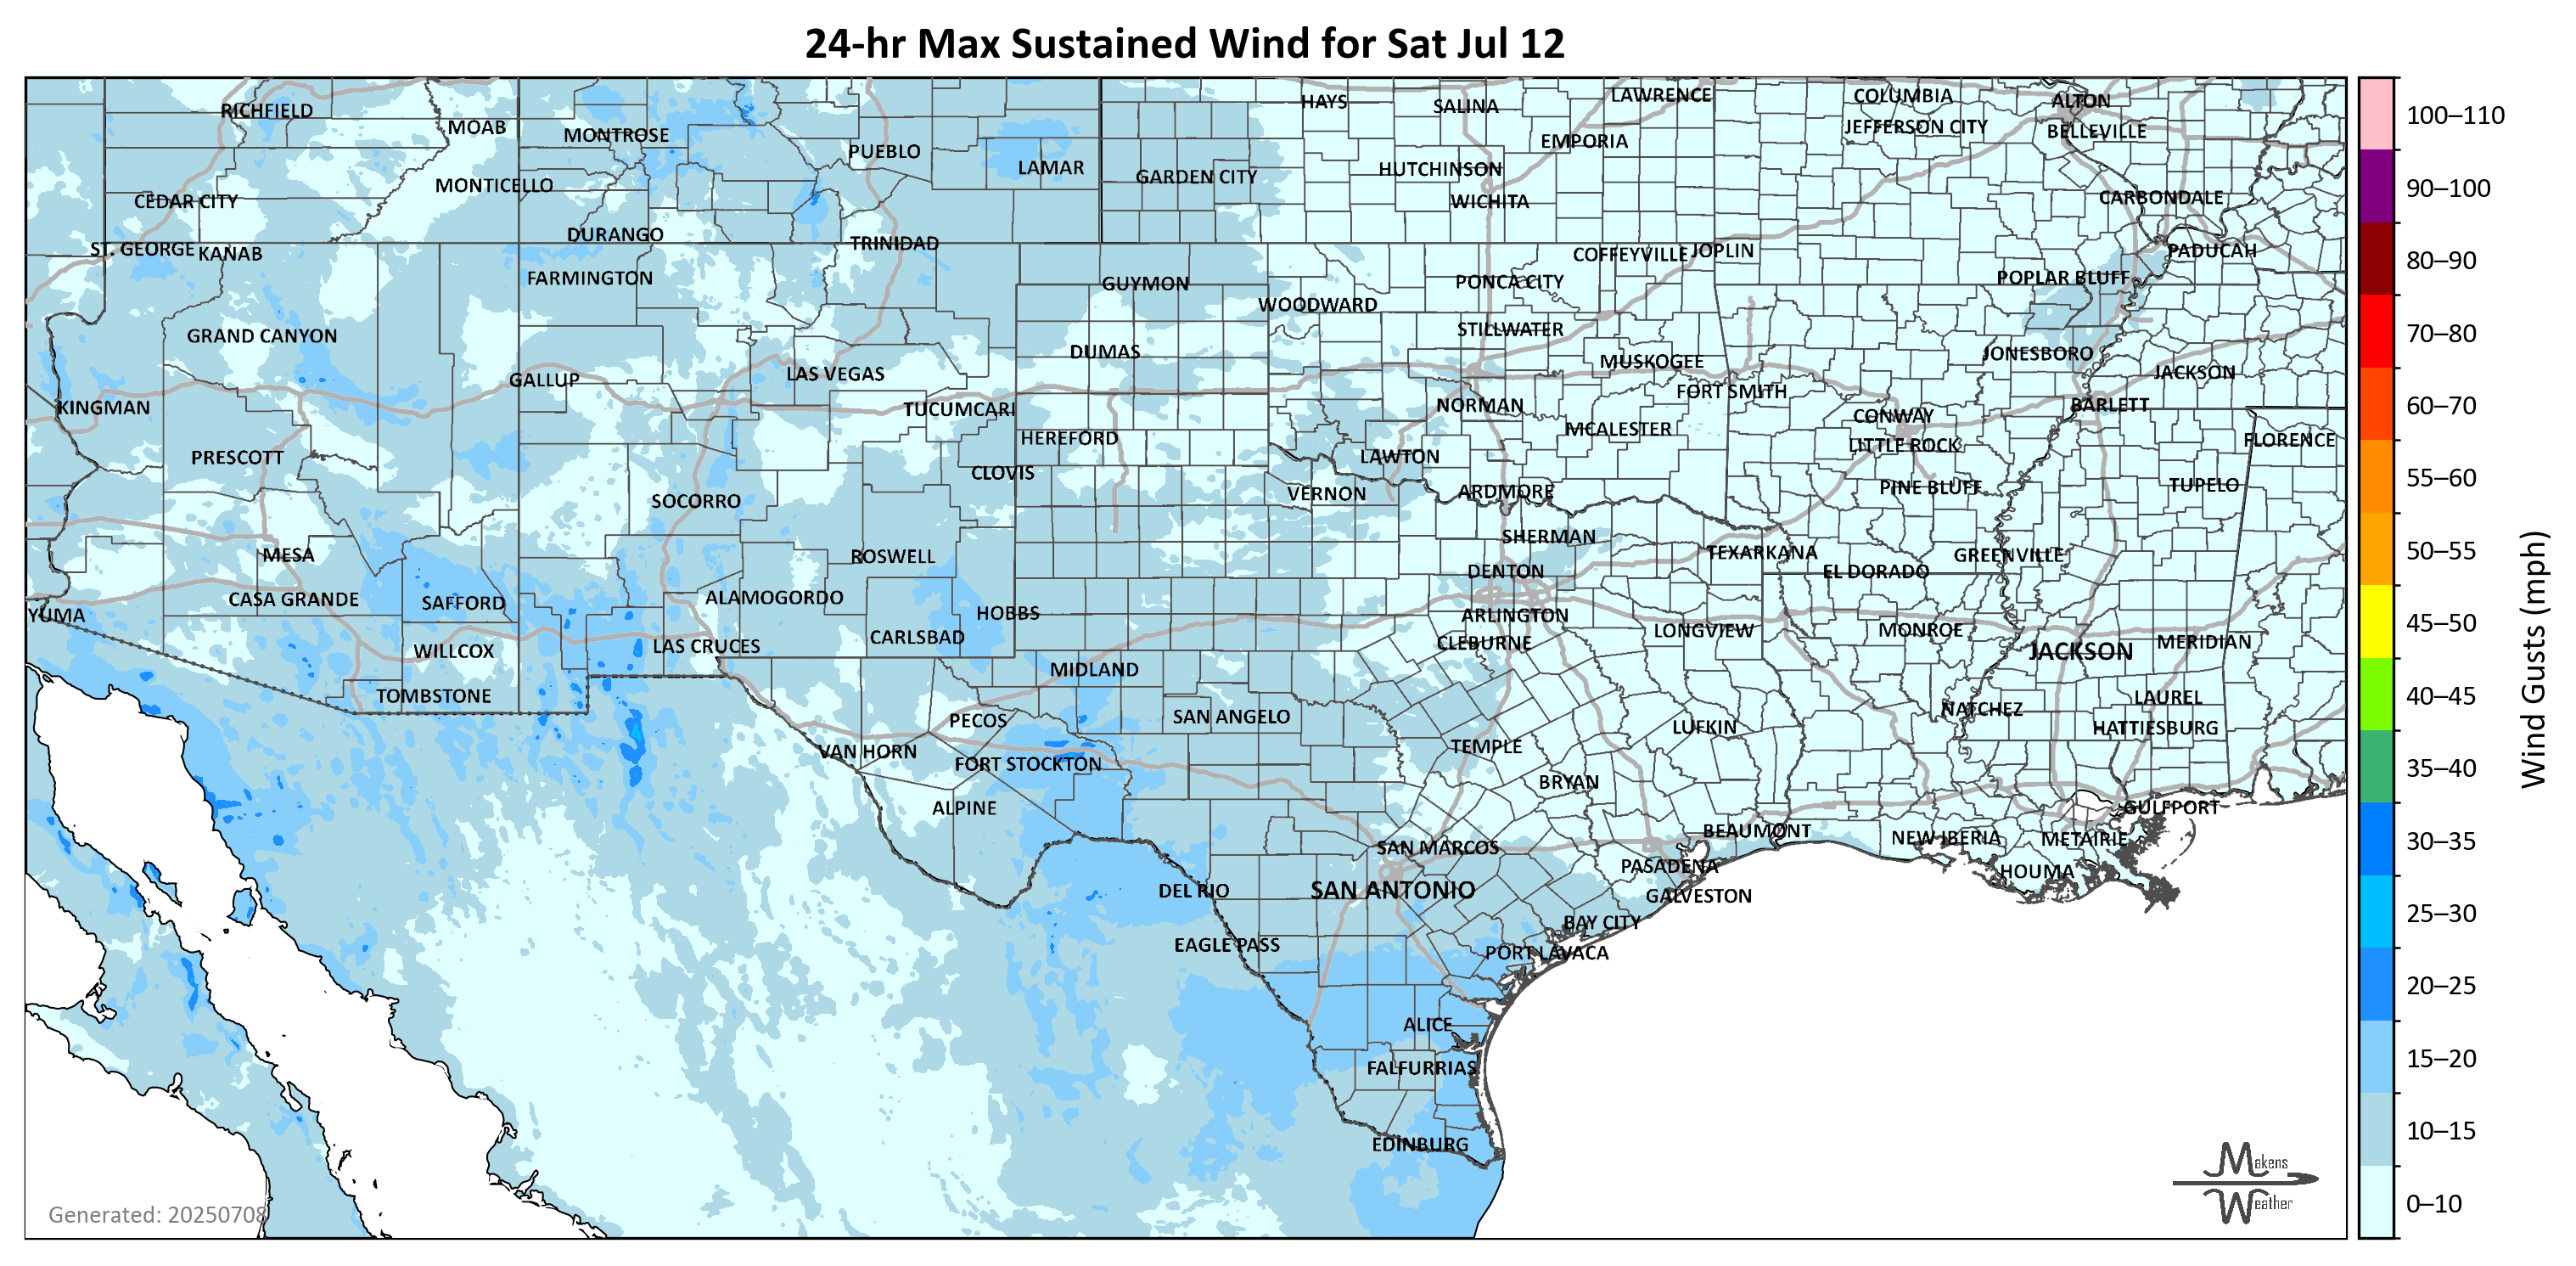 24-hr Max Sustained Wind for Sat Jul 12
RICHFIELD
MOAB
MONTROSE
PUEBLO
LAMAR
GARDEN CITY
HAYS
SALINA
LAWRENCE
EMPORIA
HUTCHINSON
WICHITA
COLUMBIA
JEFFERSON CITY
ALTON
BELLEVILLE
CARBONDALE
MONTICELLO
CEDAR CITY
DURANGO
TRINIDAD
ST. GEORGE
KANAB
FARMINGTON
GUYMON
WOODWARD
PONCA CITY
COFFEYVILLE
JOPLIN
POPLAR BLUFF
PADUCAH
GRAND CANYON
DUMAS
STILLWATER
MUSKOGEE
JONESBORO
JACKSON
GALLUP
LAS VEGAS
FORT SMITH
KINGMAN
TUCUMCARI
NORMAN
CONWAY
BARLETT
HEREFORD
MCALESTER
LITTLE ROCK
FLORENCE
PRESCOTT
CLOVIS
LAWTON
SOCORRO
VERNON
ARDMORE
PINE BLUFF
TUPELO
MESA
ROSWELL
SHERMAN
TEXARKANA
GREENVILLE
DENTON
EL DORADO
CASA GRANDE
SAFFORD
ALAMOGORDO
HOBBS
ARLINGTON
YUMA
CARLSBAD
CLEBURNE
LONGVIEW
MONROE
MERIDIAN
WILLCOX
LAS CRUCES
JACKSON
MIDLAND
TOMBSTONE
LAUREL
PECOS
SAN ANGELO
NATCHEZ
HATTIESBURG
LUFKIN
VAN HORN
FORT STOCKTON
TEMPLE
BRYAN
ALPINE
GULFPORT
BEAUMONT
NEW IBERIA
METAIRIE
SAN MARCOS
PASADENA
HOUMA
DEL RIO
SAN ANTONIO
GALVESTON
BAY CITY
EAGLE PASS
PORT LAVACA
ALICE
FALFURRIAS
EDINBURG
Generated: 20250708
Makens
Weather
100–110
90–100
80–90
70–80
60–70
55–60
50–55
45–50
40–45
35–40
30–35
25–30
20–25
15–20
10–15
0–10
Wind Gusts (mph)